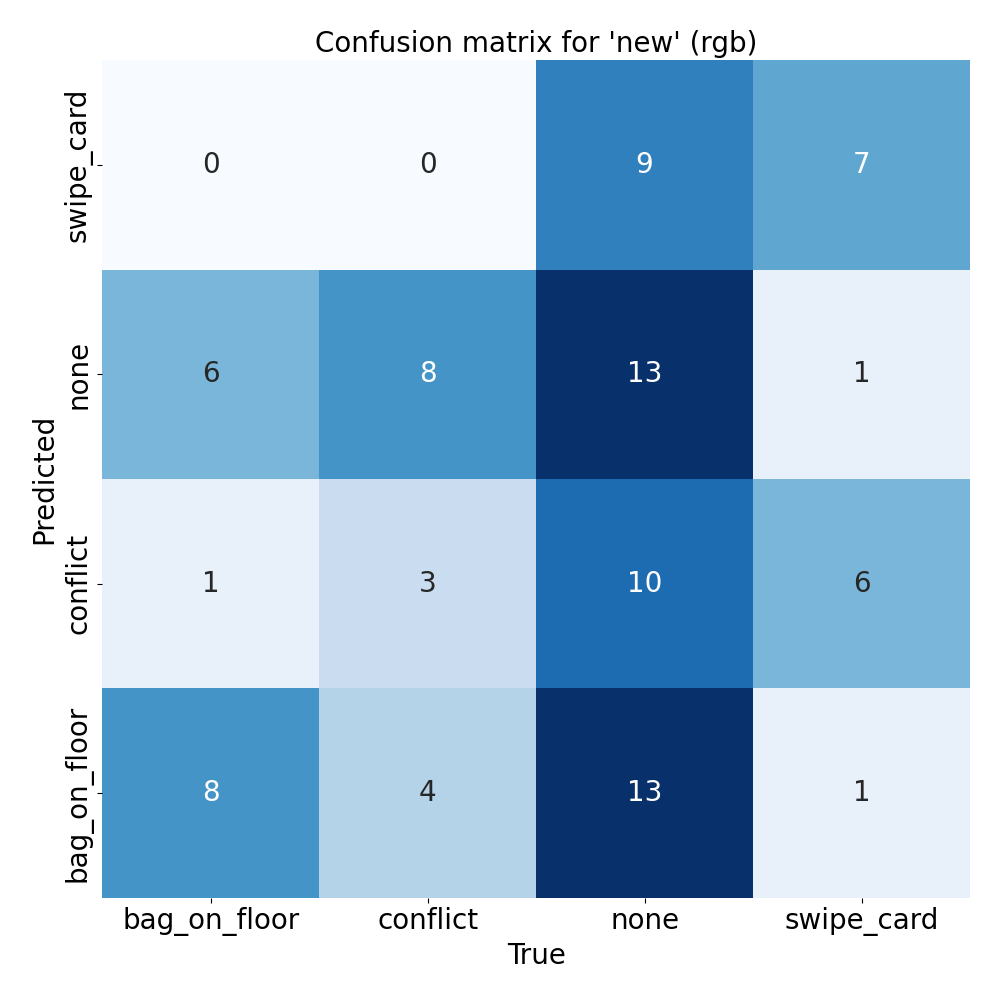 Confusion matrix for 'new' (rgb)
swipe_card 0 0 9 7
none 6 8 13 1
Predicted
conflict 1 3 10 6
bag_on_floor 8 4 13 1
bag_on_floor conflict none swipe_card
True